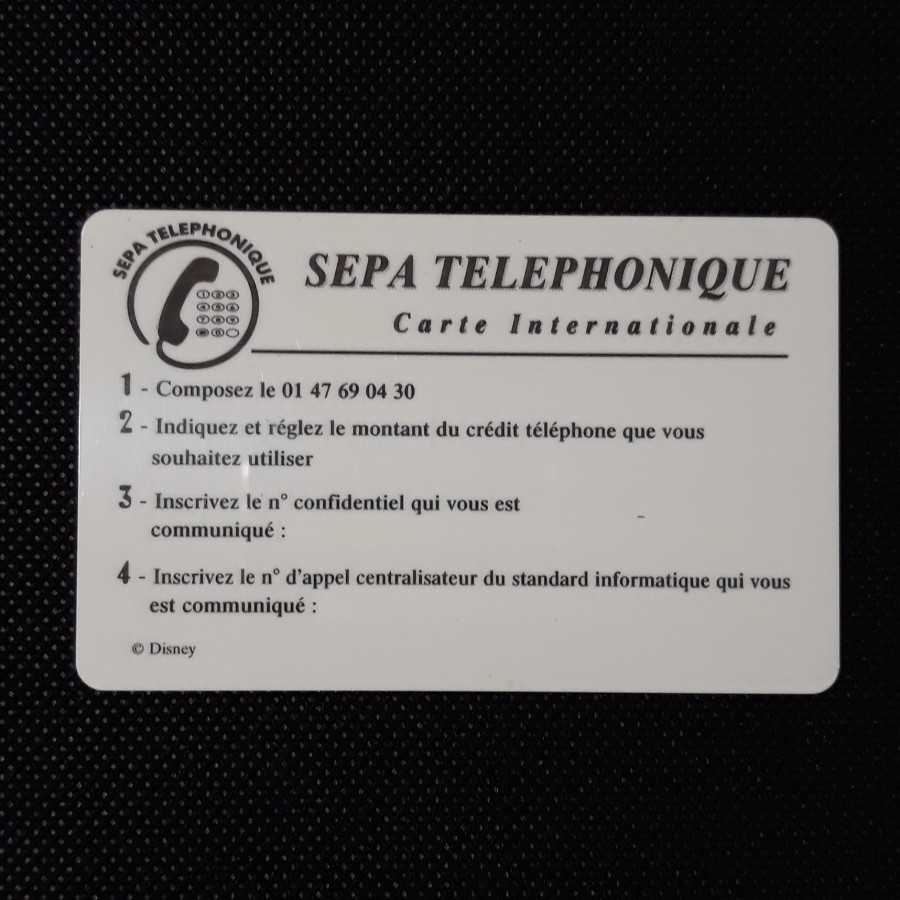 SEPA TELEPHONIQUE
SEPA TELEPHONIQUE
Carte Internationale
1 - Composez le 01 47 69 04 30
2 - Indiquez et réglez le montant du crédit téléphone que vous
souhaitez utiliser
3 - Inscrivez le n° confidentiel qui vous est
communiqué :
4 - Inscrivez le n° d'appel centralisateur du standard informatique qui vous
est communiqué :
© Disney